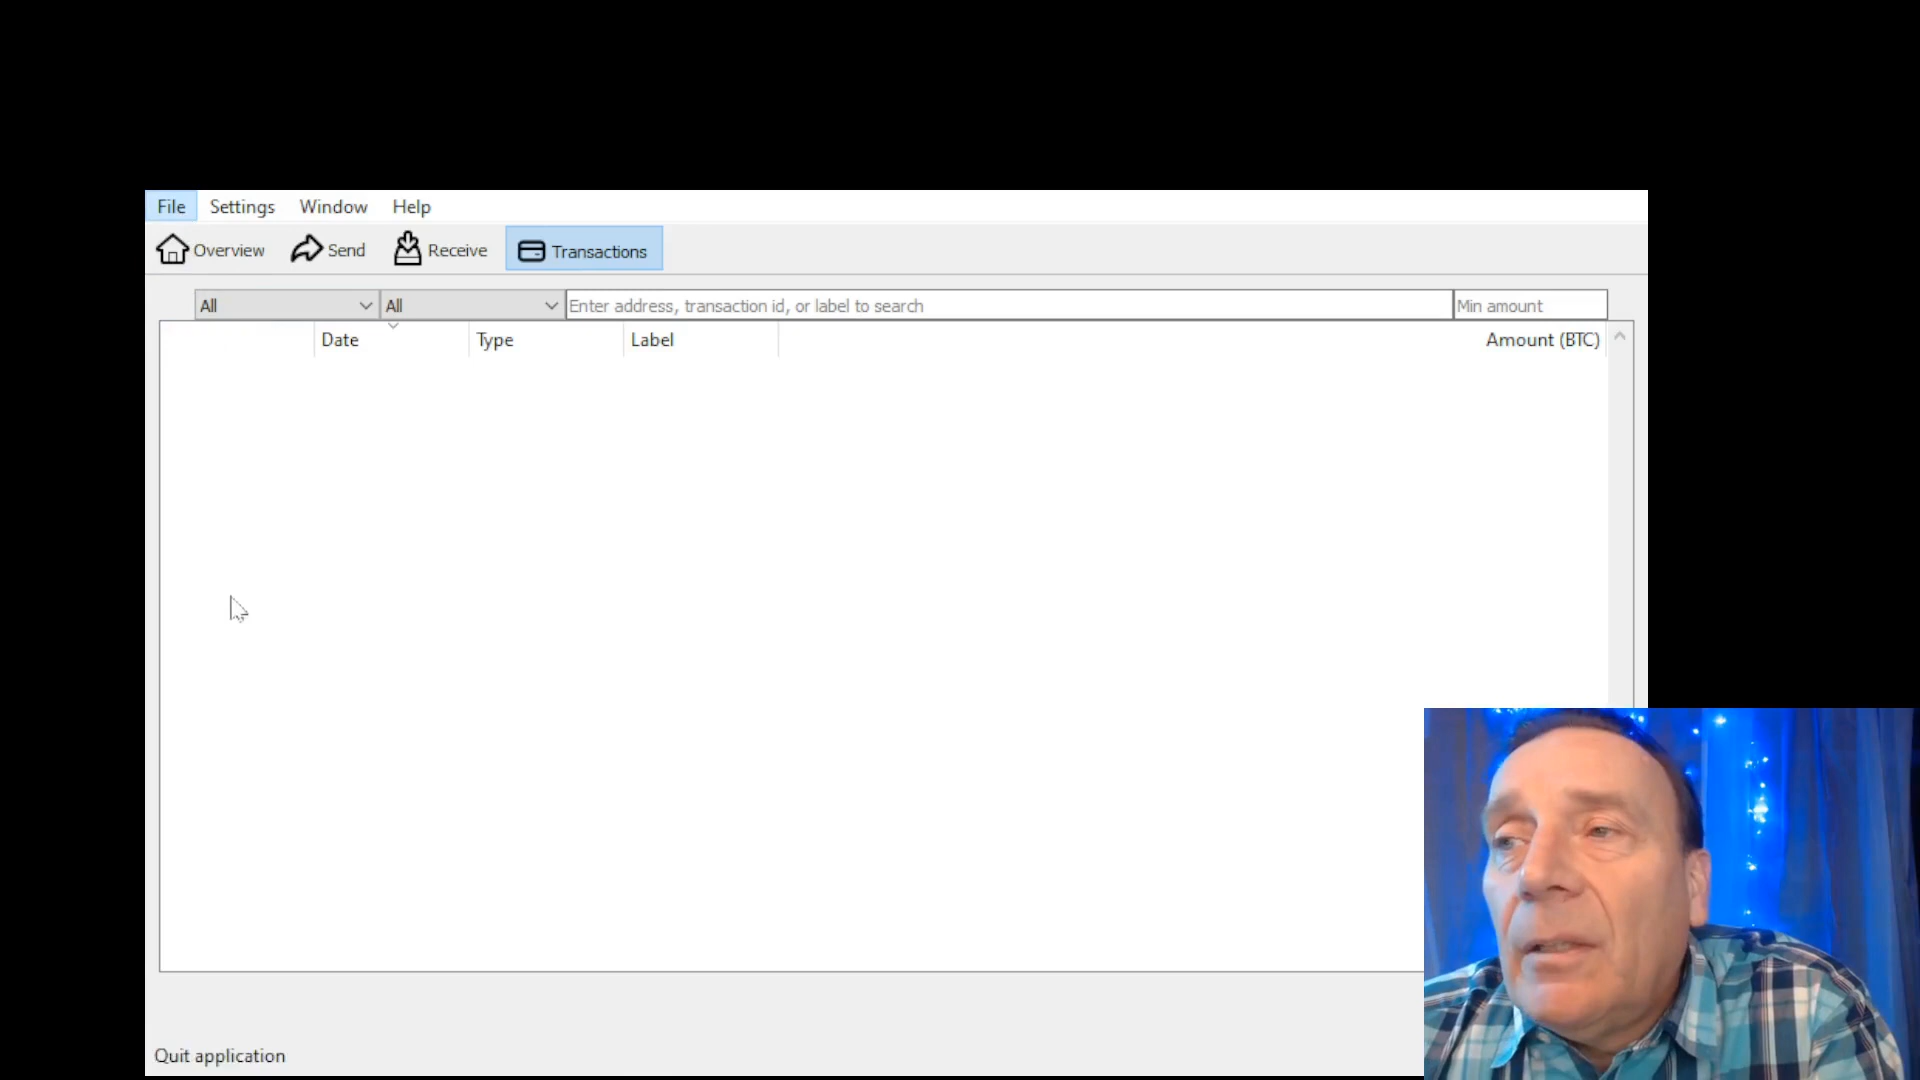 File Settings Window Help
Overview Send Receive Transactions
All All Enter address, transaction id, or label to search Min amount
Date Type Label Amount (BTC)
Quit application